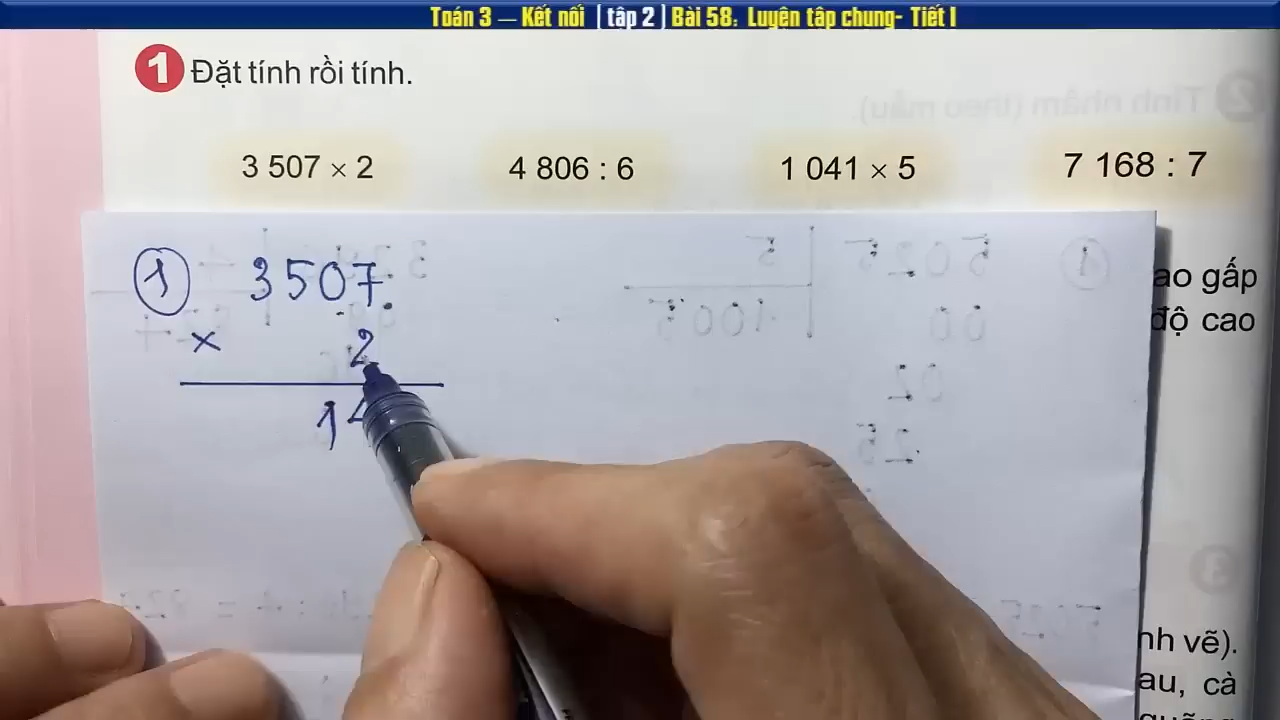 Toán 3 – Kết nối [tập 2] Bài 58: Luyện tập chung- Tiết 1
1 Đặt tính rồi tính.
3 507 × 2 4 806 : 6 1 041 × 5 7 168 : 7
1 3507
× 2
14
ao gấp
độ cao
nh vẽ).
au, cà